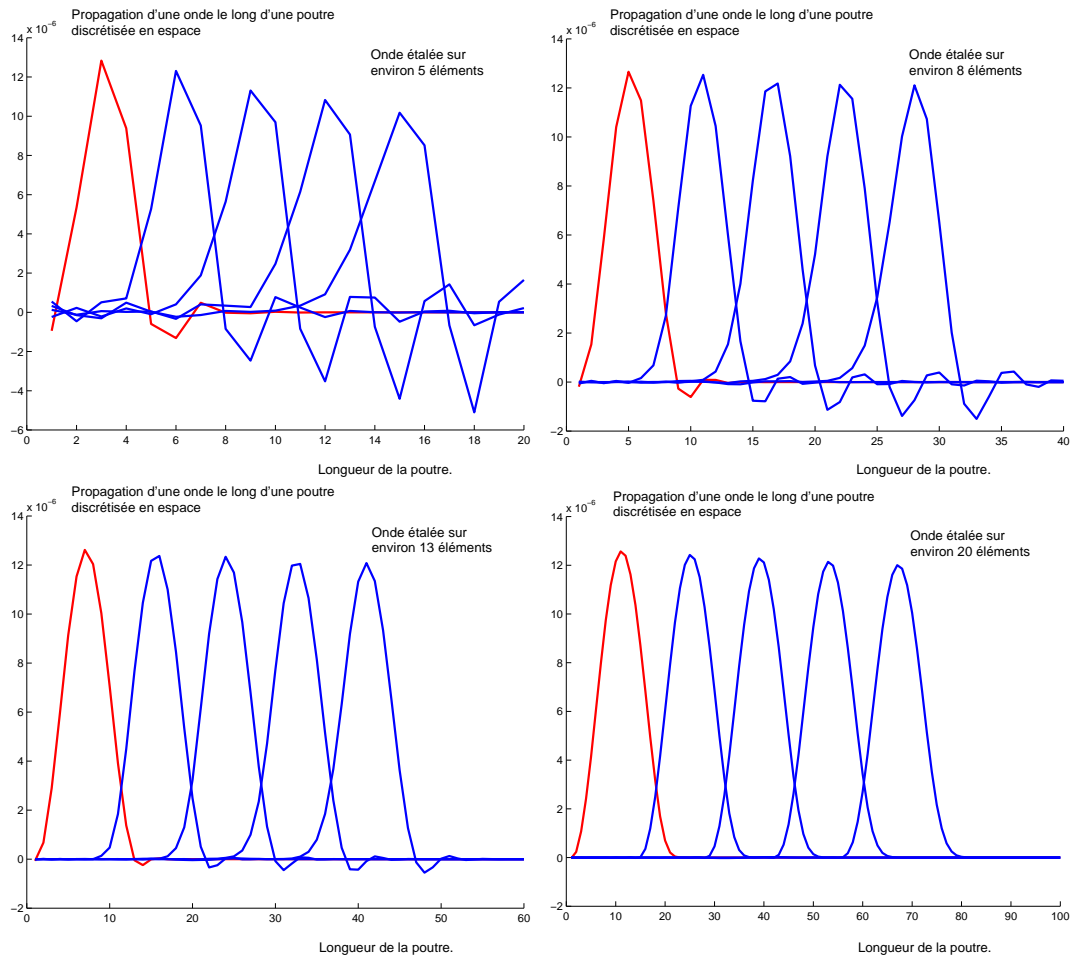 Propagation d'une onde le long d'une poutre
discrétisée en espace
x 10⁻⁶
Onde étalée sur
environ 5 éléments
14
12
10
8
6
4
2
0
−2
−4
−6
0 2 4 6 8 10 12 14 16 18 20
Longueur de la poutre.
Propagation d'une onde le long d'une poutre
discrétisée en espace
x 10⁻⁶
Onde étalée sur
environ 8 éléments
14
12
10
8
6
4
2
0
−2
0 5 10 15 20 25 30 35 40
Longueur de la poutre.
Propagation d'une onde le long d'une poutre
discrétisée en espace
x 10⁻⁶
Onde étalée sur
environ 13 éléments
14
12
10
8
6
4
2
0
−2
0 10 20 30 40 50 60
Longueur de la poutre.
Propagation d'une onde le long d'une poutre
discrétisée en espace
x 10⁻⁶
Onde étalée sur
environ 20 éléments
14
12
10
8
6
4
2
0
−2
0 10 20 30 40 50 60 70 80 90 100
Longueur de la poutre.